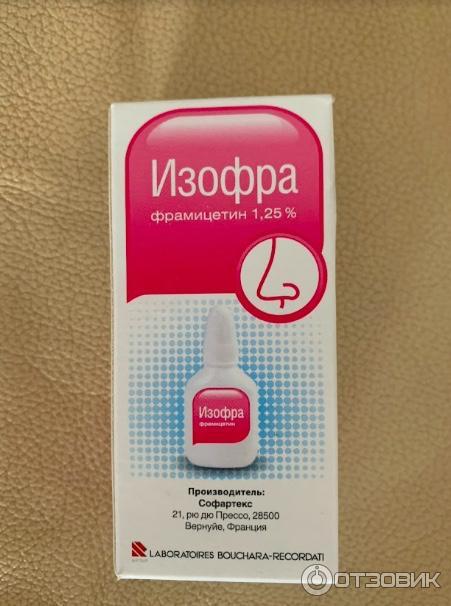 Изофра
фрамицетин 1,25 %
Изофра
фрамицетин
Производитель:
Софартекс
21, рю дю Прессо, 28500
Вернуйе, Франция
LABORATOIRES BOUCHARA-RECORDATI
ОТЗОВИК